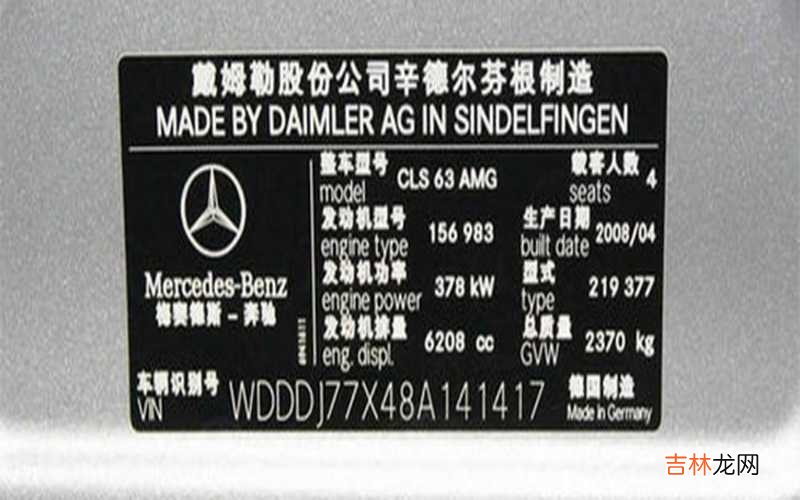 戴姆勒股份公司辛德尔芬根制造
MADE BY DAIMLER AG IN SINDELFINGEN
整车型号 model CLS 63 AMG 载客人数 seats 4
发动机型号 engine type 156 983 生产日期 built date 2008/04
发动机功率 engine power 378 kW 型式 type 219 377
发动机排量 eng. displ. 6208 cc 总质量 GVW 2370 kg
Mercedes-Benz
梅赛德斯-奔驰
车辆识别号 VIN WDDDJ77X48A141417 德国制造 Made in Germany
吉林龙网